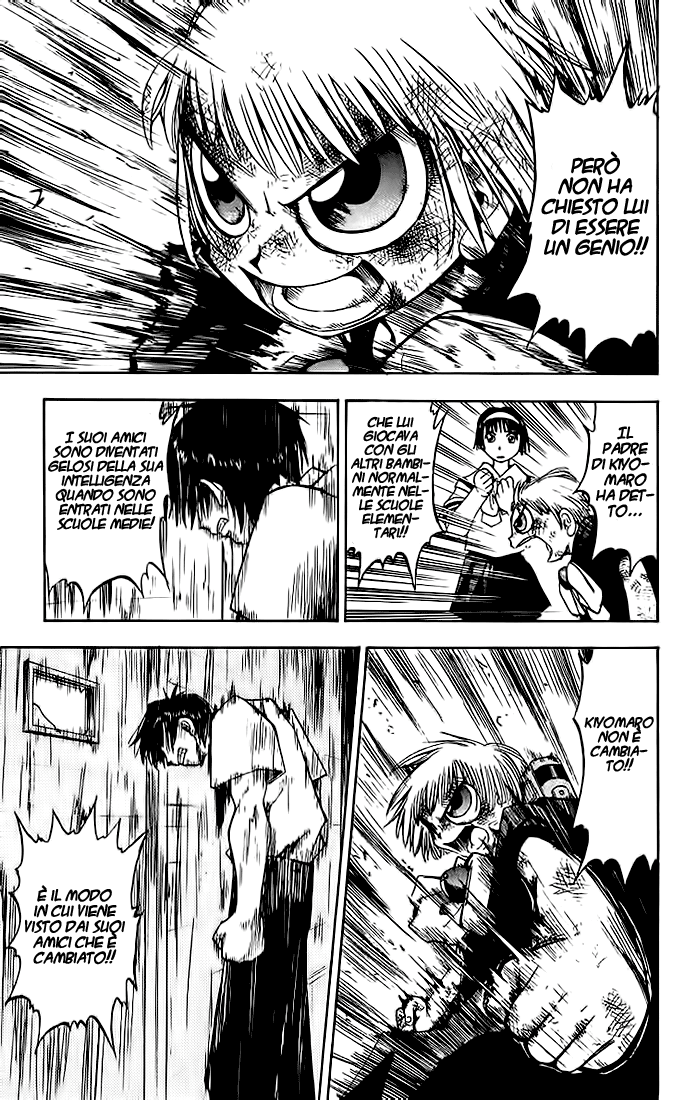 PERÒ
NON HA
CHIESTO LUI
DI ESSERE
UN GENIO!!
IL
PADRE
DI KIYO-
MARO
HA DET-
TO...
CHE LUI
GIOCAVA
CON GLI
ALTRI BAMBI-
NI NORMAL-
MENTE NEL-
LE SCUOLE
ELEMEN-
TARI!!
I SUOI AMICI
SONO DIVENTATI
GELOSI DELLA SUA
INTELLIGENZA
QUANDO SONO
ENTRATI NELLE
SCUOLE MEDIE!
KIYOMARO
NON È
CAMBIA-
TO!!
È IL MODO
IN CUI VIENE
VISTO DAI SUOI
AMICI CHE È
CAMBIATO!!